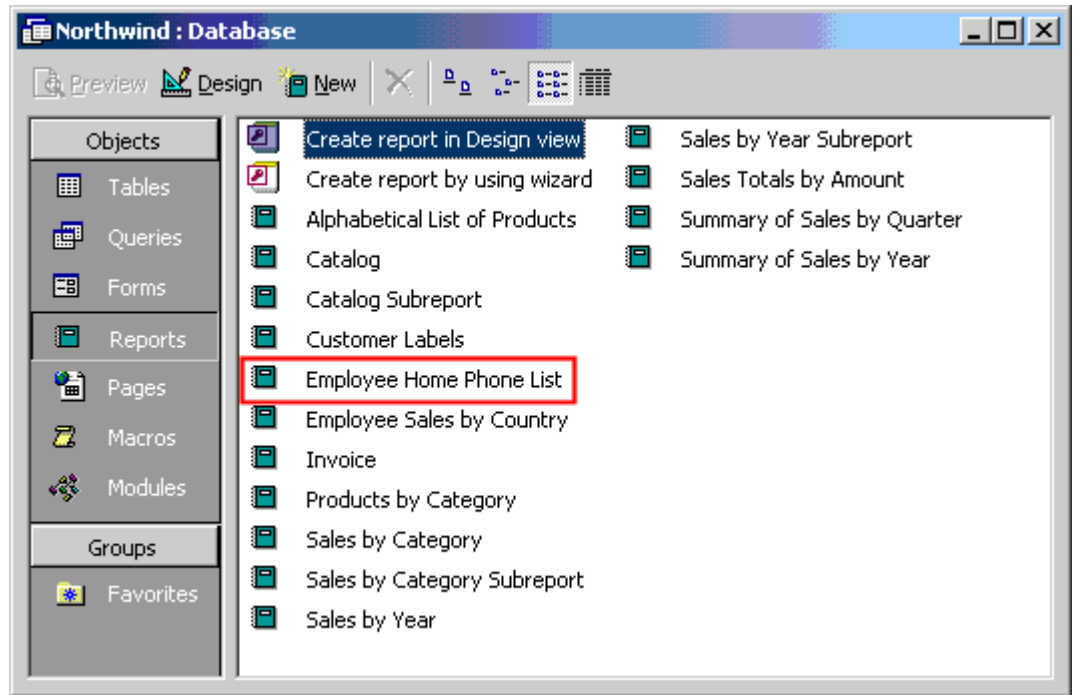 Northwind : Database
Preview Design New
Objects
Tables
Queries
Forms
Reports
Pages
Macros
Modules
Groups
Favorites
Create report in Design view
Create report by using wizard
Alphabetical List of Products
Catalog
Catalog Subreport
Customer Labels
Employee Home Phone List
Employee Sales by Country
Invoice
Products by Category
Sales by Category
Sales by Category Subreport
Sales by Year
Sales by Year Subreport
Sales Totals by Amount
Summary of Sales by Quarter
Summary of Sales by Year